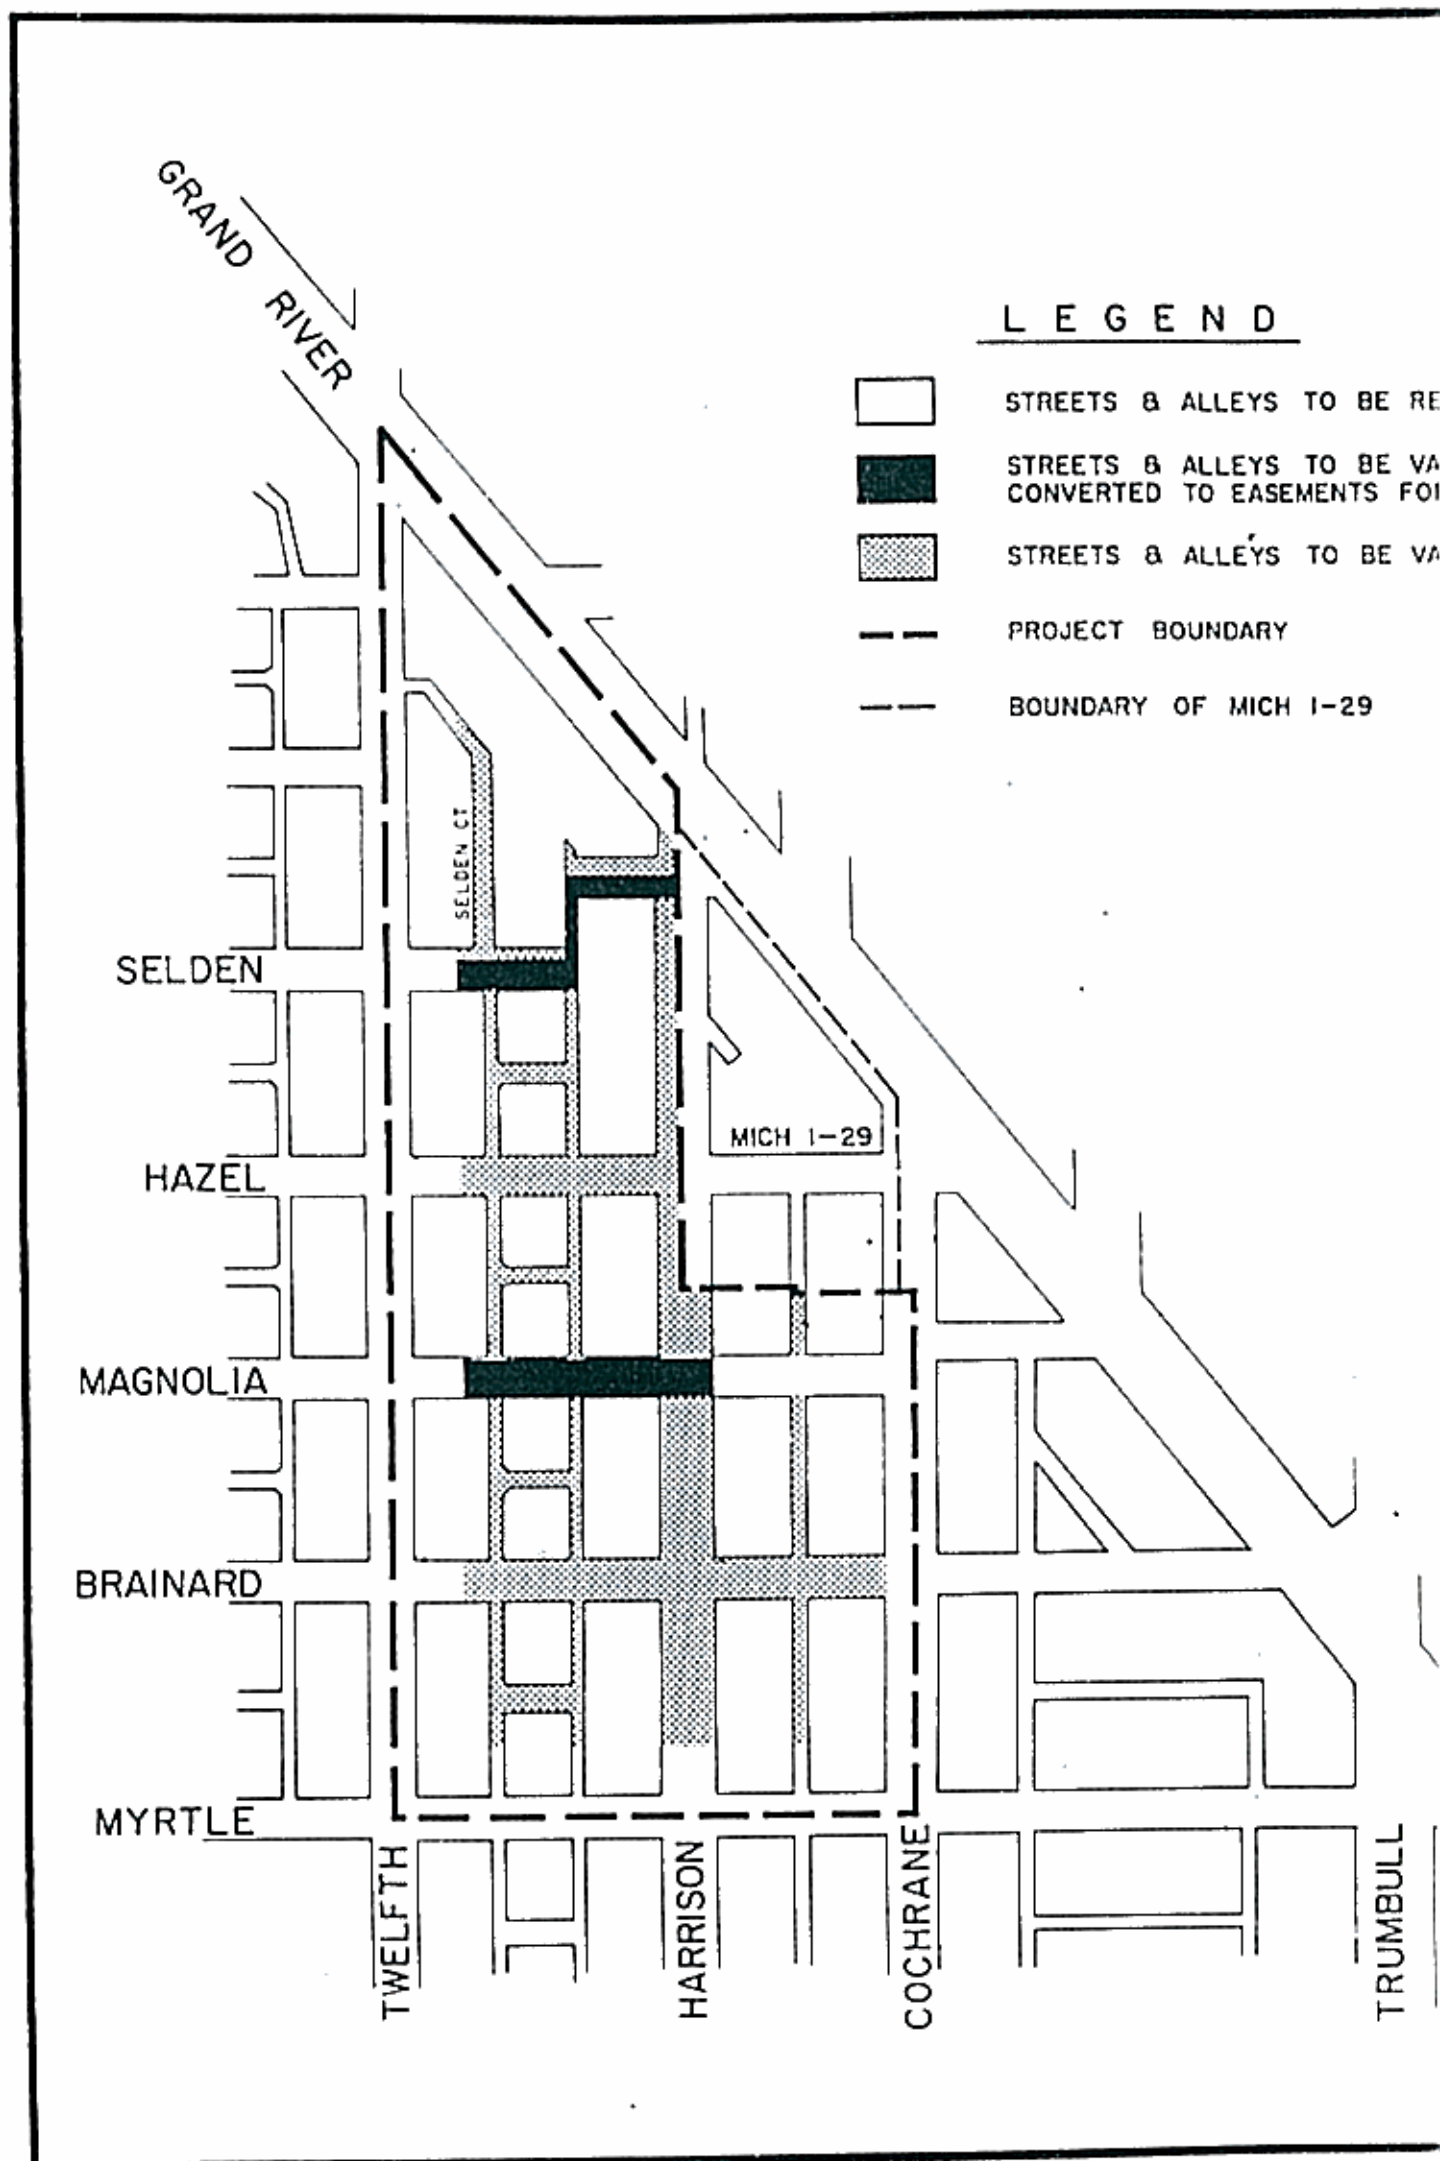 GRAND RIVER
LEGEND
STREETS & ALLEYS TO BE RE
STREETS & ALLEYS TO BE VA
CONVERTED TO EASEMENTS FO
STREETS & ALLEYS TO BE VA
PROJECT BOUNDARY
BOUNDARY OF MICH 1-29
SELDEN CT
SELDEN
MICH 1-29
HAZEL
MAGNOLIA
BRAINARD
MYRTLE
TWELFTH
HARRISON
COCHRANE
TRUMBULL